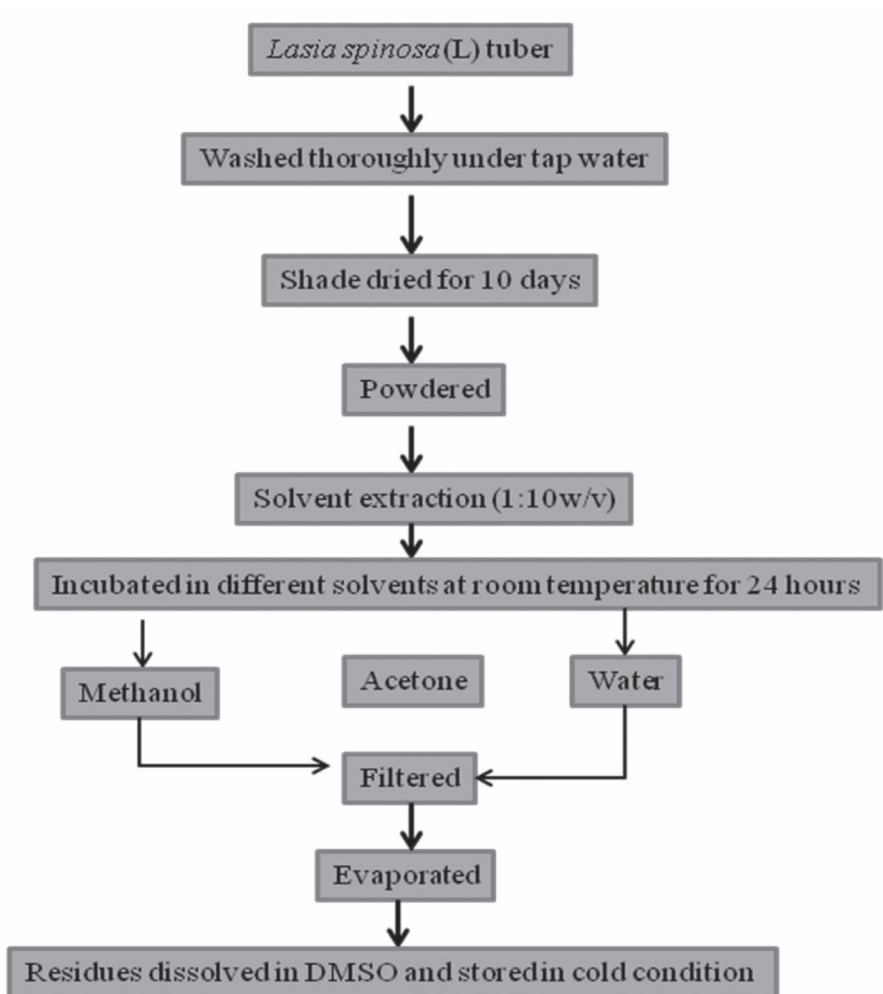 Lasia spinosa (L) tuber
Washed thoroughly under tap water
Shade dried for 10 days
Powdered
Solvent extraction (1:10w/v)
Incubated in different solvents at room temperature for 24 hours
Methanol
Acetone
Water
Filtered
Evaporated
Residues dissolved in DMSO and stored in cold condition